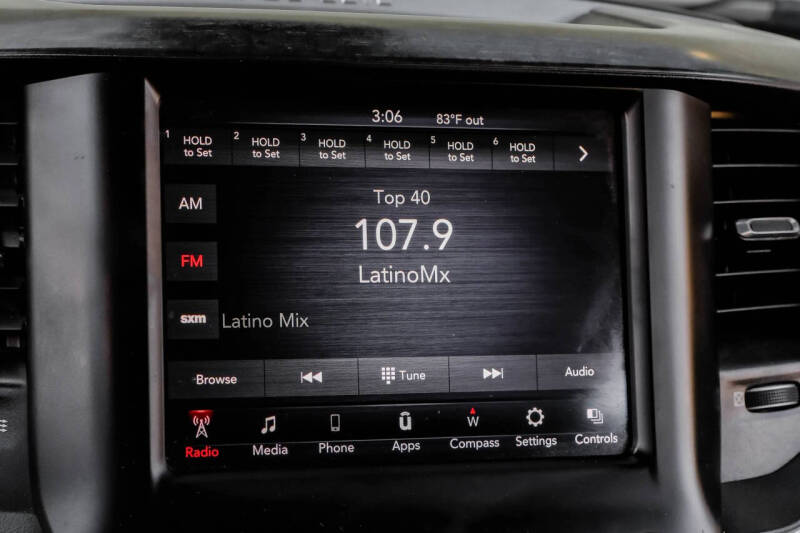 3:06 83°F out
1 HOLD to Set
2 HOLD to Set
3 HOLD to Set
4 HOLD to Set
5 HOLD to Set
6 HOLD to Set
AM
Top 40
107.9
FM
LatinoMx
sxm
Latino Mix
Browse Tune Audio
W
Radio Media Phone Apps Compass Settings Controls